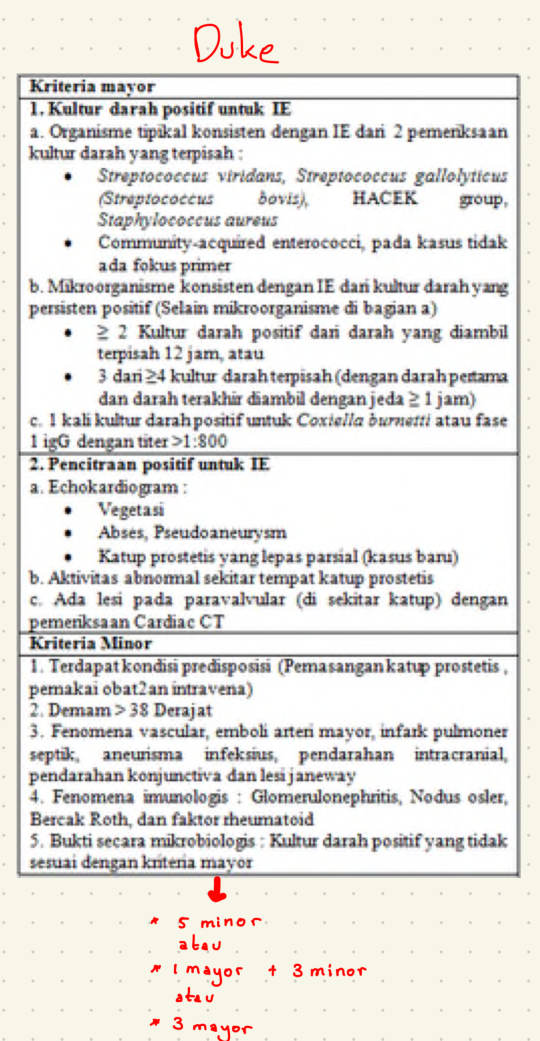 Duke
Kriteria mayor
1. Kultur darah positif untuk IE
a. Organisme tipikal konsisten dengan IE dari 2 pemeriksaan
kultur darah yang terpisah :
• Streptococcus viridans, Streptococcus gallolyticus
(Streptococcus bovis), HACEK group,
Staphylococcus aureus
• Community-acquired enterococci, pada kasus tidak
ada fokus primer
b. Mikroorganisme konsisten dengan IE dari kultur darah yang
persisten positif (Selain mikroorganisme di bagian a)
• ≥ 2 Kultur darah positif dari darah yang diambil
terpisah 12 jam, atau
• 3 dari ≥4 kultur darah terpisah (dengan darah pertama
dan darah terakhir diambil dengan jeda ≥ 1 jam)
c. 1 kali kultur darah positif untuk Coxiella burnetti atau fase
1 igG dengan titer >1:800
2. Pencitraan positif untuk IE
a. Echokardiogram :
• Vegetasi
• Abses, Pseudoaneurysm
• Katup prostetis yang lepas parsial (kasus baru)
b. Aktivitas abnormal sekitar tempat katup prostetis
c. Ada lesi pada paravalvular (di sekitar katup) dengan
pemeriksaan Cardiac CT
Kriteria Minor
1. Terdapat kondisi predisposisi (Pemasangan katup prostetis ,
pemakai obat2an intravena)
2. Demam > 38 Derajat
3. Fenomena vascular, emboli arteri mayor, infark pulmoner
septik, aneurisma infeksius, pendarahan intracranial,
pendarahan konjunctiva dan lesi janeway
4. Fenomena imunologis : Glomerulonephritis, Nodus osler,
Bercak Roth, dan faktor rheumatoid
5. Bukti secara mikrobiologis : Kultur darah positif yang tidak
sesuai dengan kriteria mayor
* 5 minor
atau
* 1 mayor + 3 minor
atau
* 3 mayor